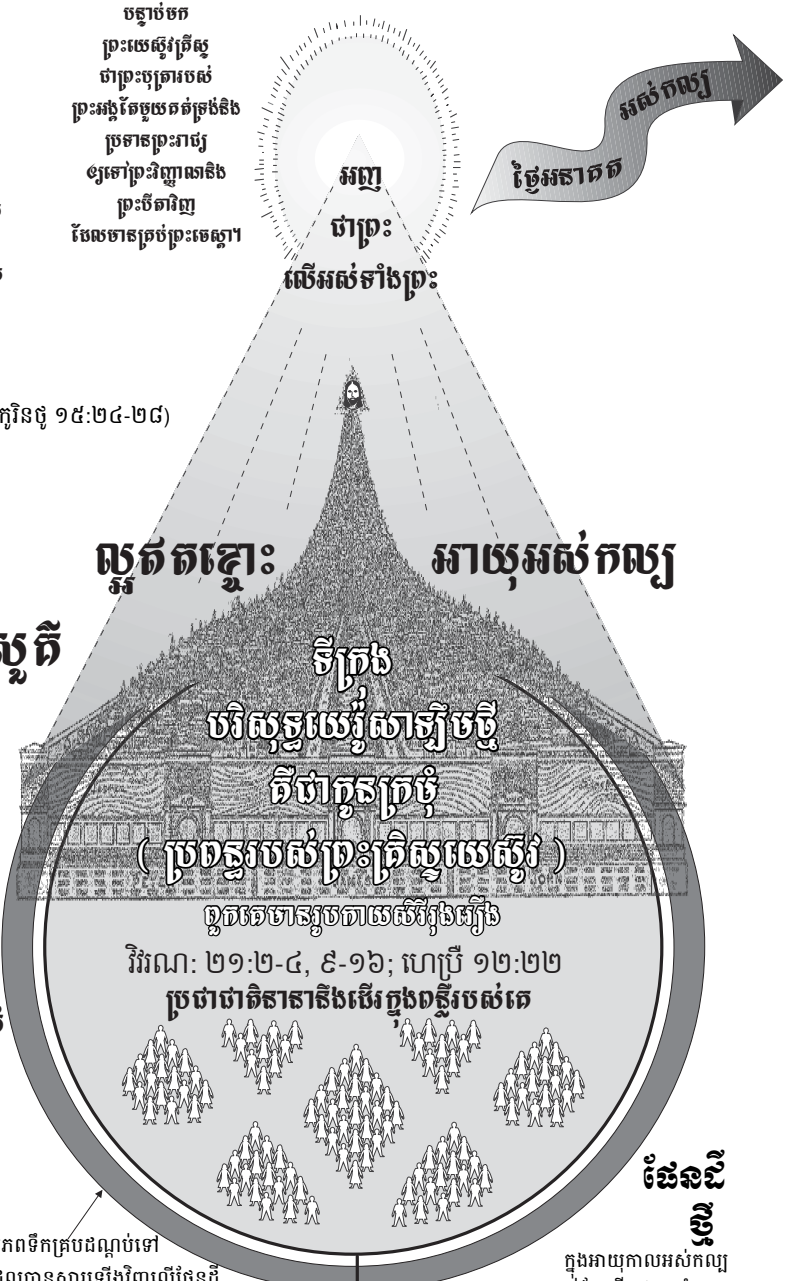 បន្ទាប់មក
ព្រះយេស៊ូវគ្រីស្ទ
ជាព្រះបុត្រារបស់
ព្រះអង្គតែមួយគត់ទ្រង់និង
ប្រទានព្រះរាជ្យ
ឲ្យទៅព្រះវិញ្ញាណនិង
ព្រះបីតាវិញ
ដែលមានគ្រប់ព្រះចេស្តា។
អញ
ជាព្រះ
លើអស់ទាំងព្រះ
ថ្ងៃអនាគត
អស់កល្ប
កូរិនថូ ១៥:២៤-២៨)
ល្អឥតខ្ចោះ
អាយុអស់កល្ប
ទីក្រុង
បរិសុទ្ធយេរ៉ូសាឡឹមថ្មី
គឺជាកូនក្រមុំ
( ប្រពន្ធរបស់ព្រះគ្រិស្ទយេស៊ូវ )
ពួកគេមានរូបកាយសិរីរុងរឿង
វិវរណ: ២១:២-៤, ៩-១៦; ហេប្រឺ ១២:២២
ប្រជាជាតិនានានឹងដើរក្នុងពន្លឺរបស់គេ
ផែនដី
ថ្មី
ភពទឹកគ្របដណ្តប់ទៅ
ក្នុងអាយុកាលអស់កល្ប